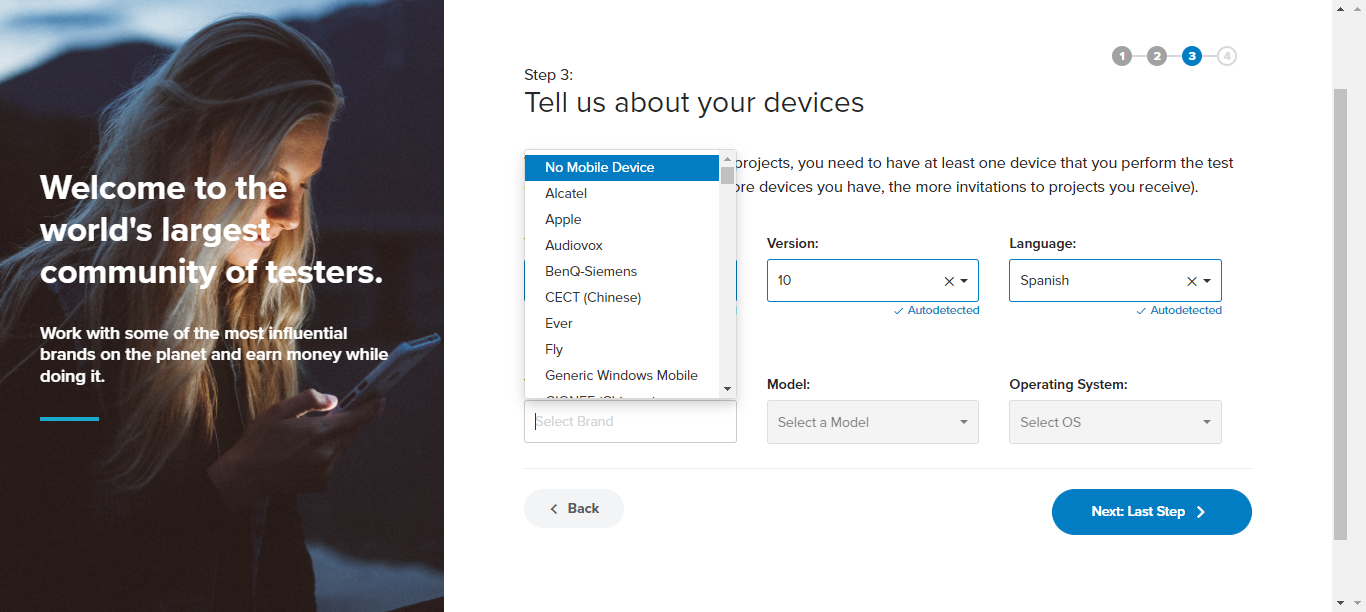 Welcome to the
world's largest
community of testers.
Work with some of the most influential
brands on the planet and earn money while
doing it.
1 2 3 4
Step 3:
Tell us about your devices
projects, you need to have at least one device that you perform the test
devices you have, the more invitations to projects you receive).
No Mobile Device
Alcatel
Apple
Audiovox
BenQ-Siemens
CECT (Chinese)
Ever
Fly
Generic Windows Mobile
Version:
10
Autodetected
Language:
Spanish
Autodetected
Select Brand
Model:
Select a Model
Operating System:
Select OS
Back
Next: Last Step